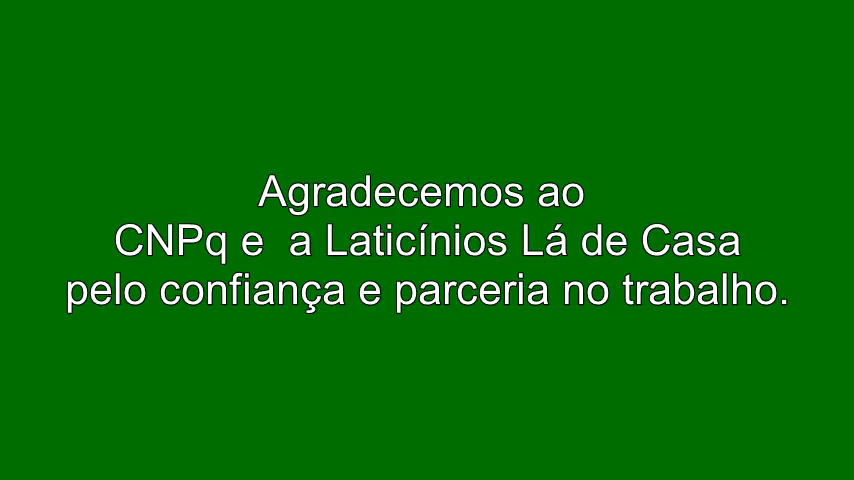 Agradecemos ao
CNPq e  a Laticínios Lá de Casa
pelo confiança e parceria no trabalho.